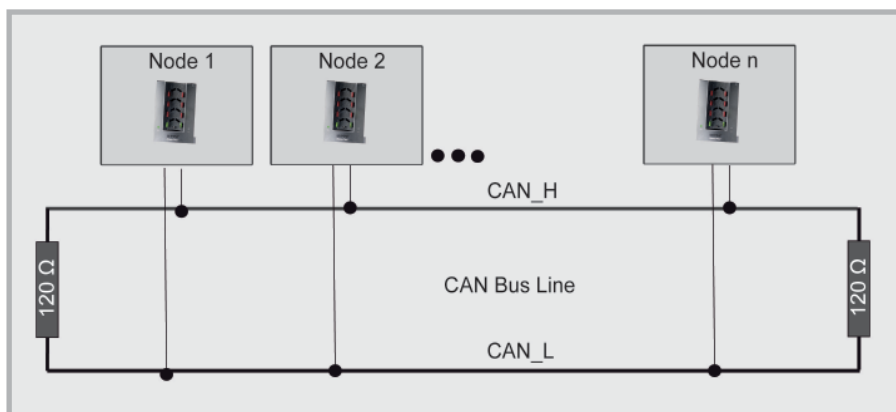 Node 1
Node 2
Node n
CAN_H
120 Ω
CAN Bus Line
120 Ω
CAN_L